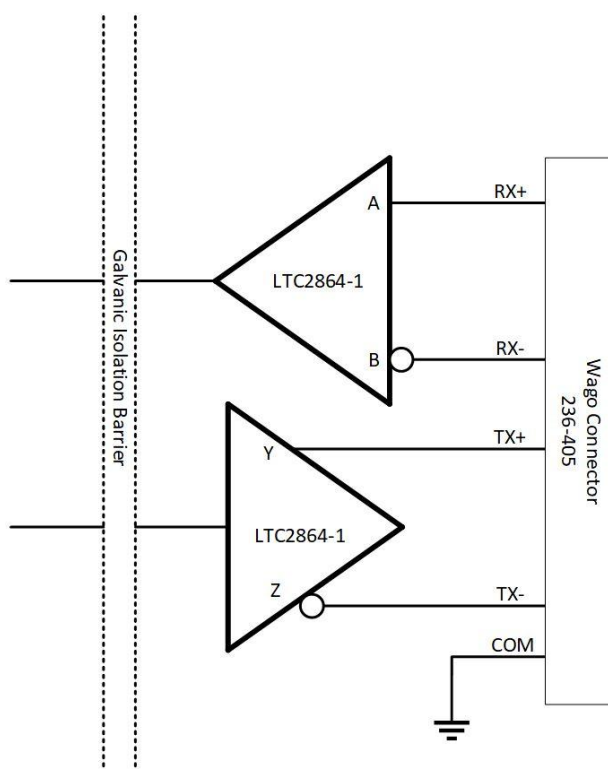 A
RX+
LTC2864-1
B
RX-
Galvanic Isolation Barrier
Wago Connector
236-405
Y
TX+
LTC2864-1
Z
TX-
COM